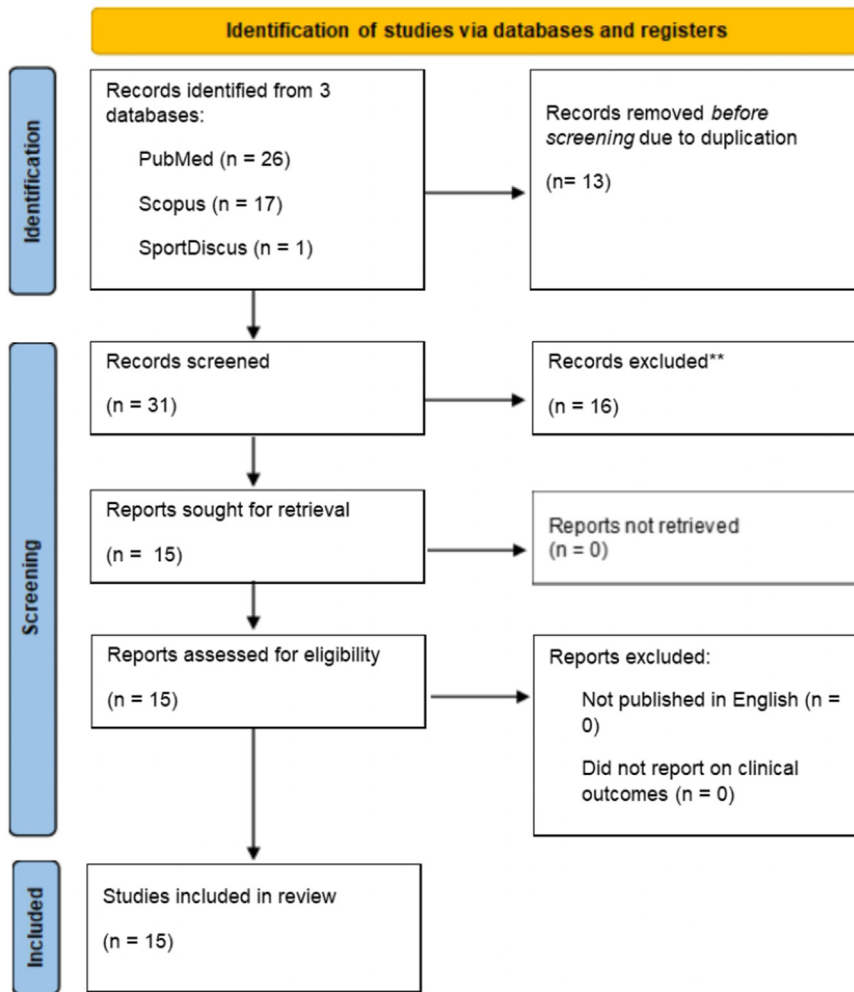 Identification of studies via databases and registers
Identification
Records identified from 3
databases:
PubMed (n = 26)
Scopus (n = 17)
SportDiscus (n = 1)
Records removed before
screening due to duplication
(n= 13)
Screening
Records screened
(n = 31)
Records excluded**
(n = 16)
Reports sought for retrieval
(n = 15)
Reports not retrieved
(n = 0)
Reports assessed for eligibility
(n = 15)
Reports excluded:
Not published in English (n =
0)
Did not report on clinical
outcomes (n = 0)
Included
Studies included in review
(n = 15)